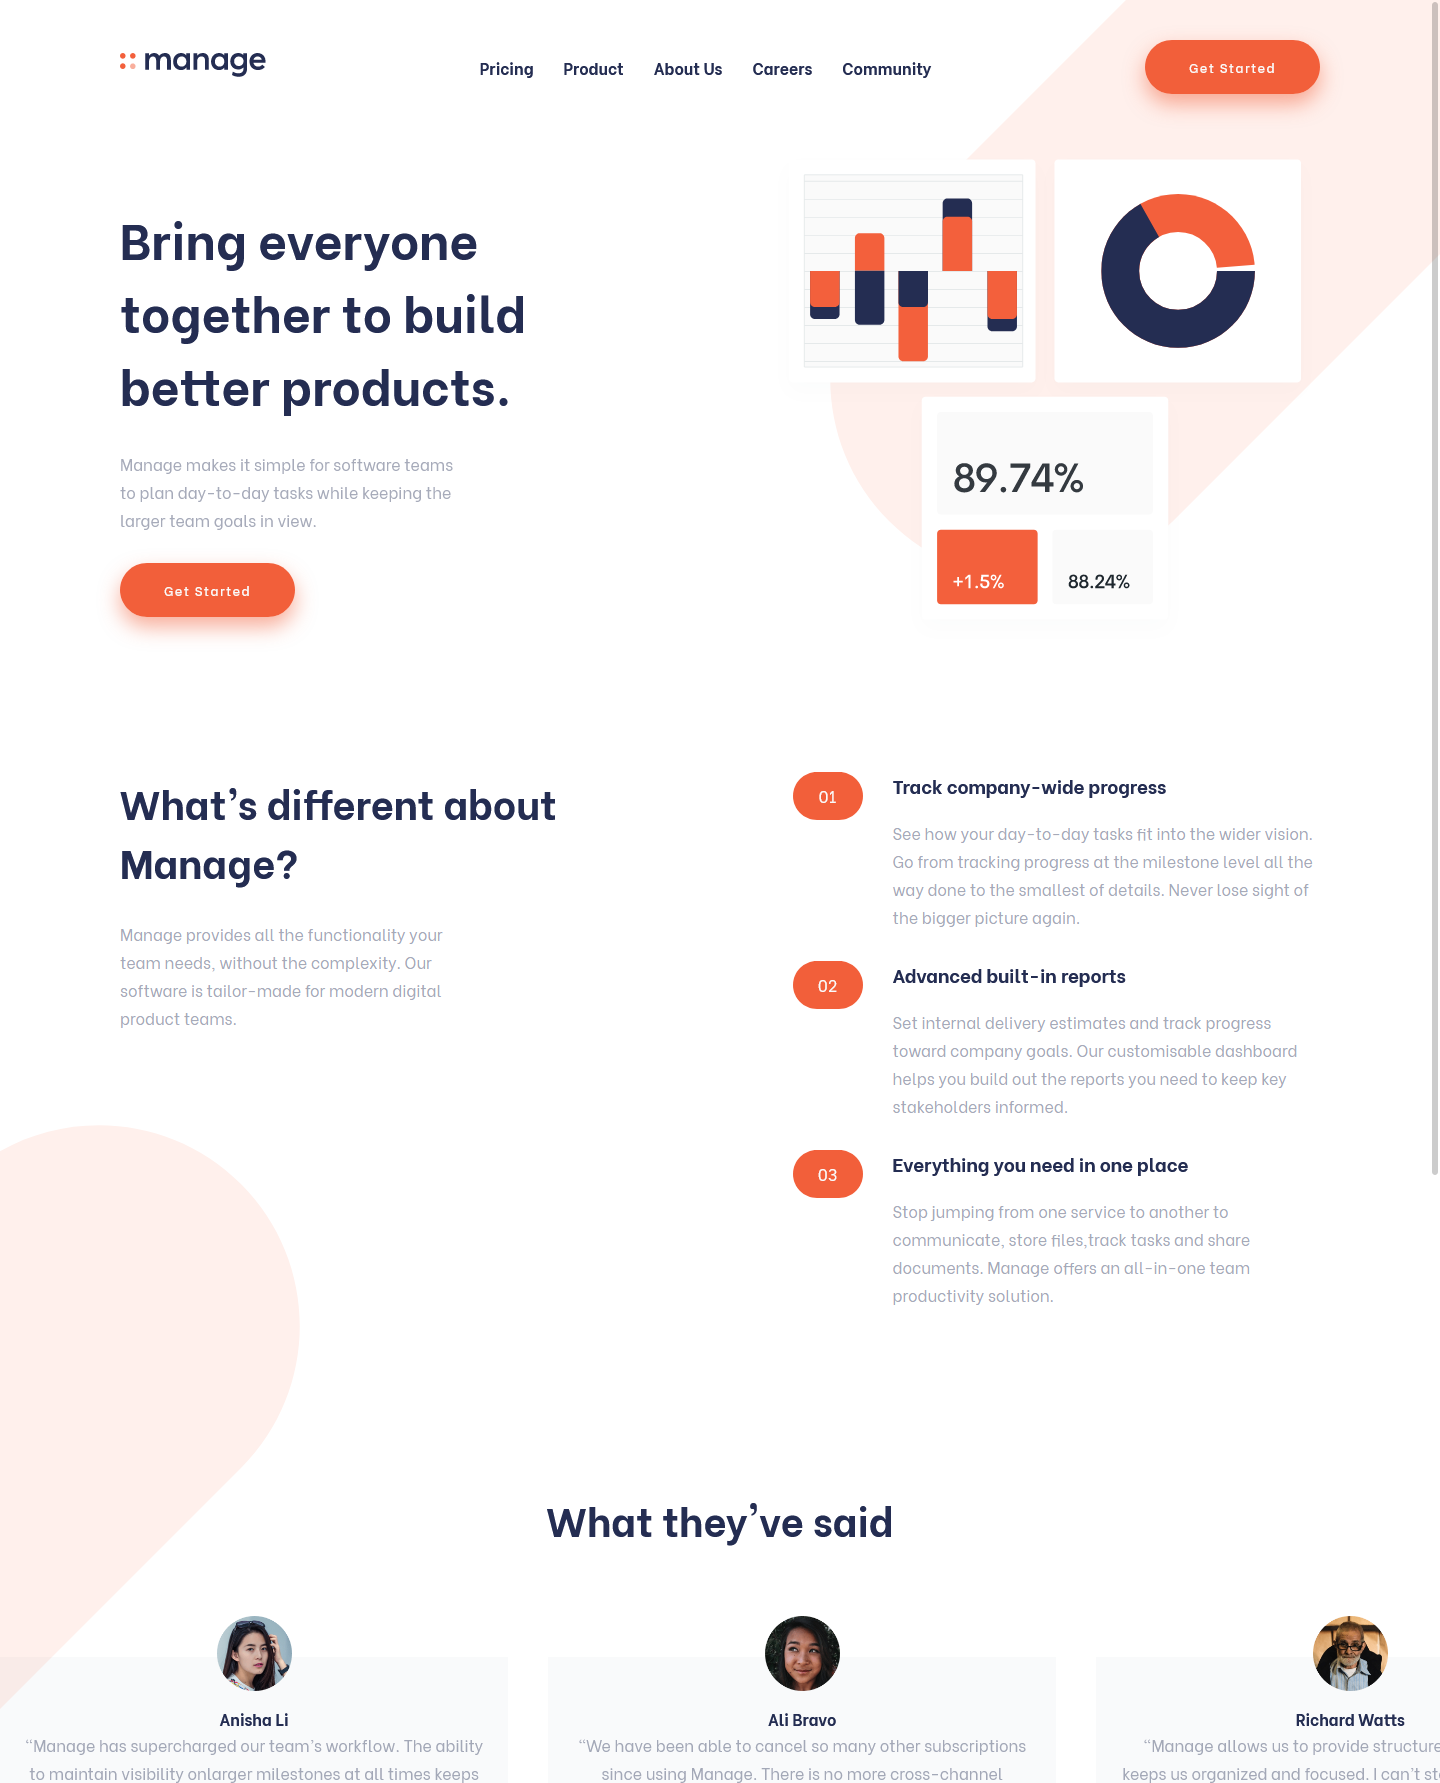 manage
Pricing Product About Us Careers Community
Get Started
Bring everyone
together to build
better products.
Manage makes it simple for software teams
to plan day-to-day tasks while keeping the
larger team goals in view.
Get Started
89.74%
+1.5%
88.24%
What’s different about
Manage?
Manage provides all the functionality your
team needs, without the complexity. Our
software is tailor-made for modern digital
product teams.
01
Track company-wide progress
See how your day-to-day tasks fit into the wider vision.
Go from tracking progress at the milestone level all the
way done to the smallest of details. Never lose sight of
the bigger picture again.
02
Advanced built-in reports
Set internal delivery estimates and track progress
toward company goals. Our customisable dashboard
helps you build out the reports you need to keep key
stakeholders informed.
03
Everything you need in one place
Stop jumping from one service to another to
communicate, store files,track tasks and share
documents. Manage offers an all-in-one team
productivity solution.
What they’ve said
Anisha Li
“Manage has supercharged our team’s workflow. The ability
to maintain visibility onlarger milestones at all times keeps
Ali Bravo
“We have been able to cancel so many other subscriptions
since using Manage. There is no more cross-channel
Richard Watts
“Manage allows us to provide structure
keeps us organized and focused. I can’t st